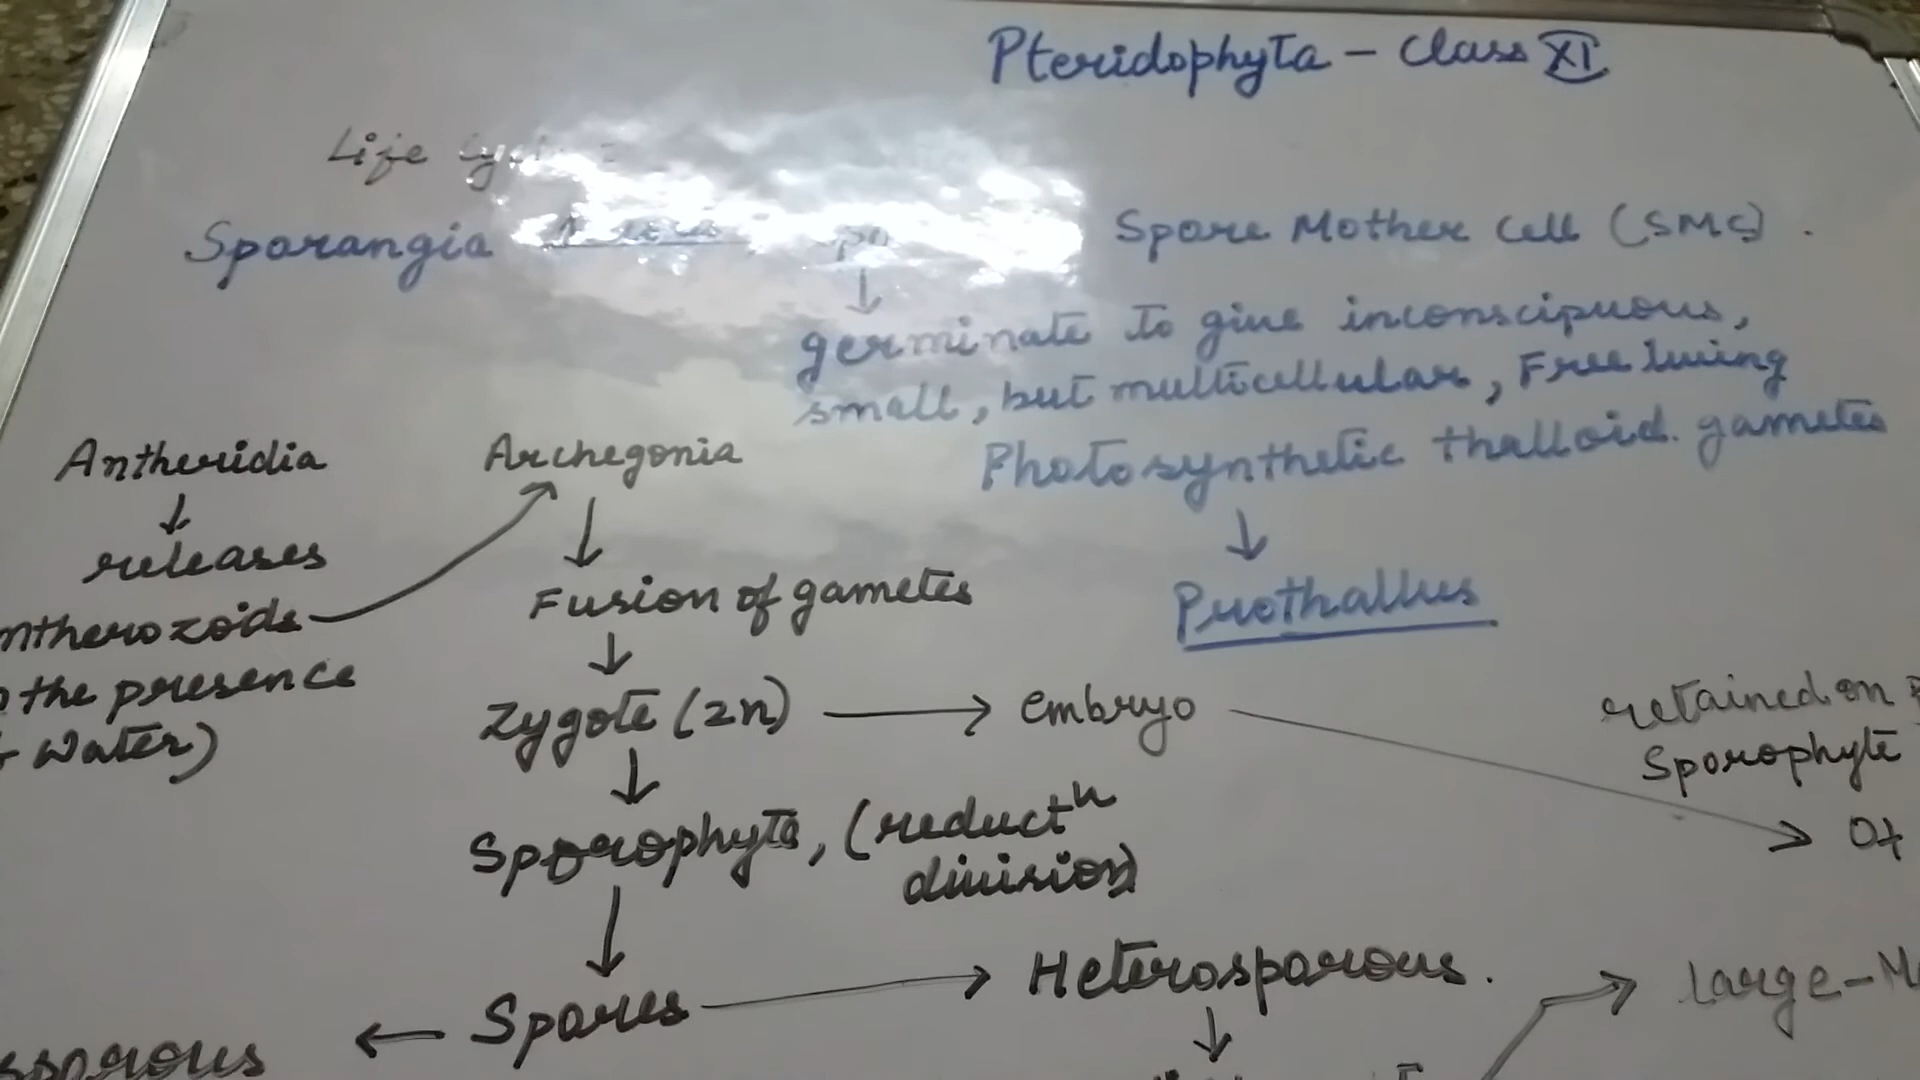 Pteridophyta - Class XI
Life
Sporangia
Spore Mother Cell (SMC).
↓
germinate to give inconscipuous,
small, but multicellular, Free living
Photosynthetic thalloid. gametes
↓
Prothallus
Antheridia
↓
releases
ntherozoids
the presence
Water)
Archegonia
↓
Fusion of gametes
↓
Zygote (2n) → embryo
↓
Sporophyte, (reductn
division)
↓
← Spores → Heterosporous.
↓
sporous
retained on
Sporophyte
→ of
→ large-M